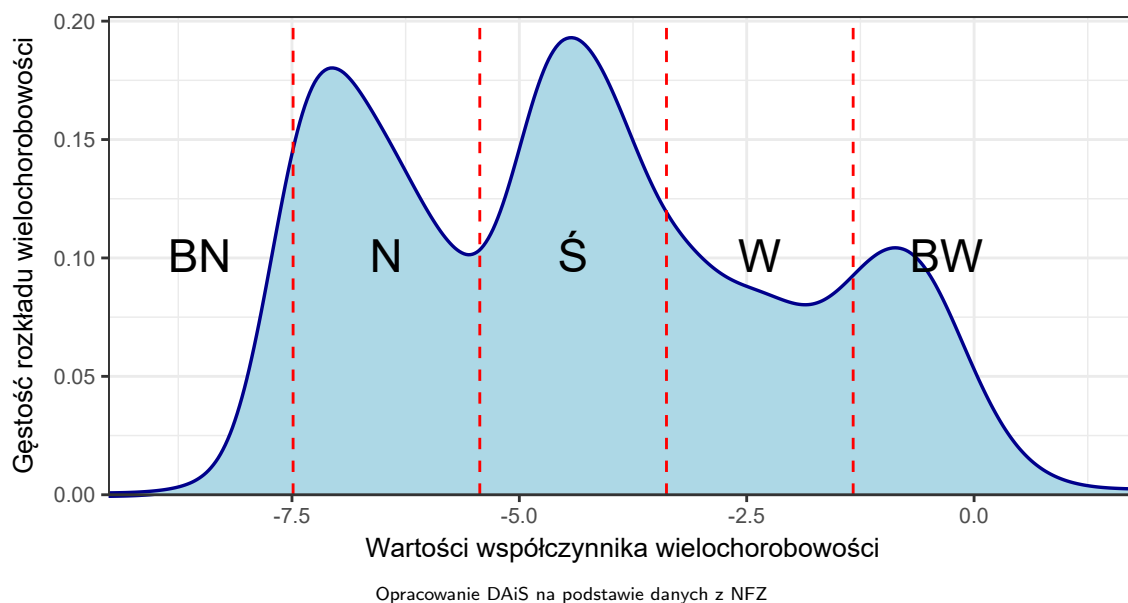 Gęstość rozkładu wielochorobowości
0.20
0.15
0.10
0.05
0.00
BN
N
Ś
W
BW
-7.5
-5.0
-2.5
0.0
Wartości współczynnika wielochorobowości
Opracowanie DAiS na podstawie danych z NFZ